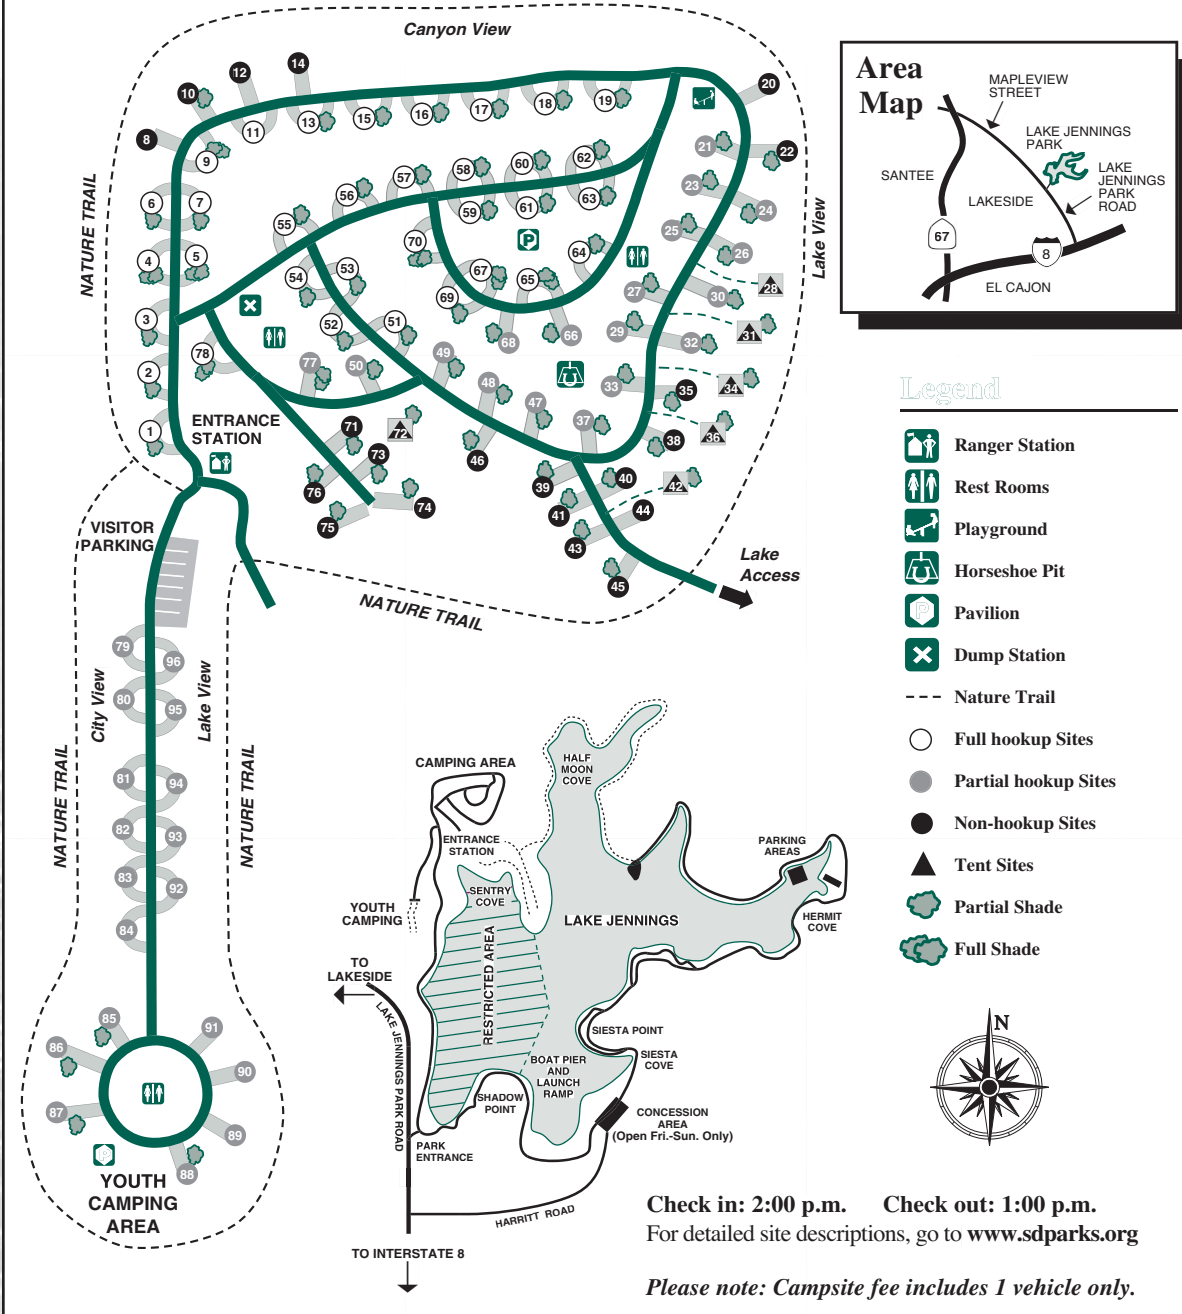 Canyon View
14
12
10
20
8
11
13
15
16
17
18
19
9
21
22
6
7
55
56
57
58
60
62
59
61
63
23
24
4
5
70
64
25
26
NATURE TRAIL
Lake View
54
53
67
65
69
27
28
30
3
52
51
68
66
29
31
32
78
2
77
50
49
48
47
33
35
34
1
ENTRANCE
STATION
71
72
37
36
38
73
46
76
74
75
39
40
42
41
44
43
45
Lake
Access
VISITOR
PARKING
NATURE TRAIL
79
96
80
95
City View
Lake View
81
94
82
93
83
92
84
NATURE TRAIL
NATURE TRAIL
85
91
86
90
87
89
88
P
YOUTH
CAMPING
AREA
Area
Map
MAPLEVIEW
STREET
LAKE JENNINGS
PARK
SANTEE
LAKE
JENNINGS
PARK
ROAD
LAKESIDE
67
8
EL CAJON
Legend
Ranger Station
Rest Rooms
Playground
Horseshoe Pit
P
Pavilion
Dump Station
Nature Trail
Full hookup Sites
Partial hookup Sites
Non-hookup Sites
Tent Sites
Partial Shade
Full Shade
N
CAMPING AREA
HALF
MOON
COVE
ENTRANCE
STATION
PARKING
AREAS
SENTRY
COVE
YOUTH
CAMPING
LAKE JENNINGS
HERMIT
COVE
RESTRICTED AREA
TO
LAKESIDE
LAKE JENNINGS PARK ROAD
SIESTA POINT
SIESTA
COVE
BOAT PIER
AND
LAUNCH
RAMP
SHADOW
POINT
CONCESSION
AREA
(Open Fri.-Sun. Only)
PARK
ENTRANCE
HARRITT ROAD
TO INTERSTATE 8
Check in: 2:00 p.m. Check out: 1:00 p.m.
For detailed site descriptions, go to www.sdparks.org
Please note: Campsite fee includes 1 vehicle only.